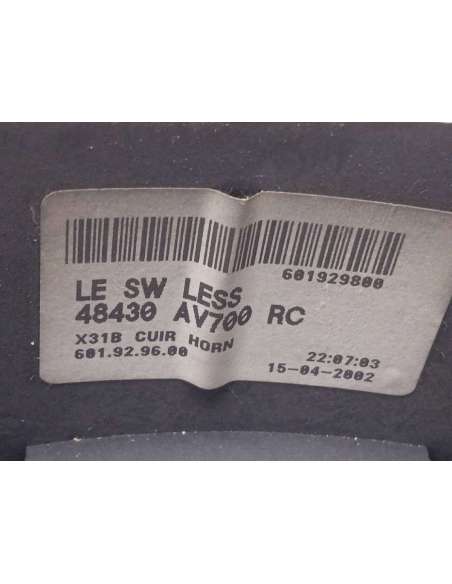 601929800
LE SW LESS
48430 AV700 RC
X31B CUIR HORN
601.92.96.00
22:07:03
15-04-2002